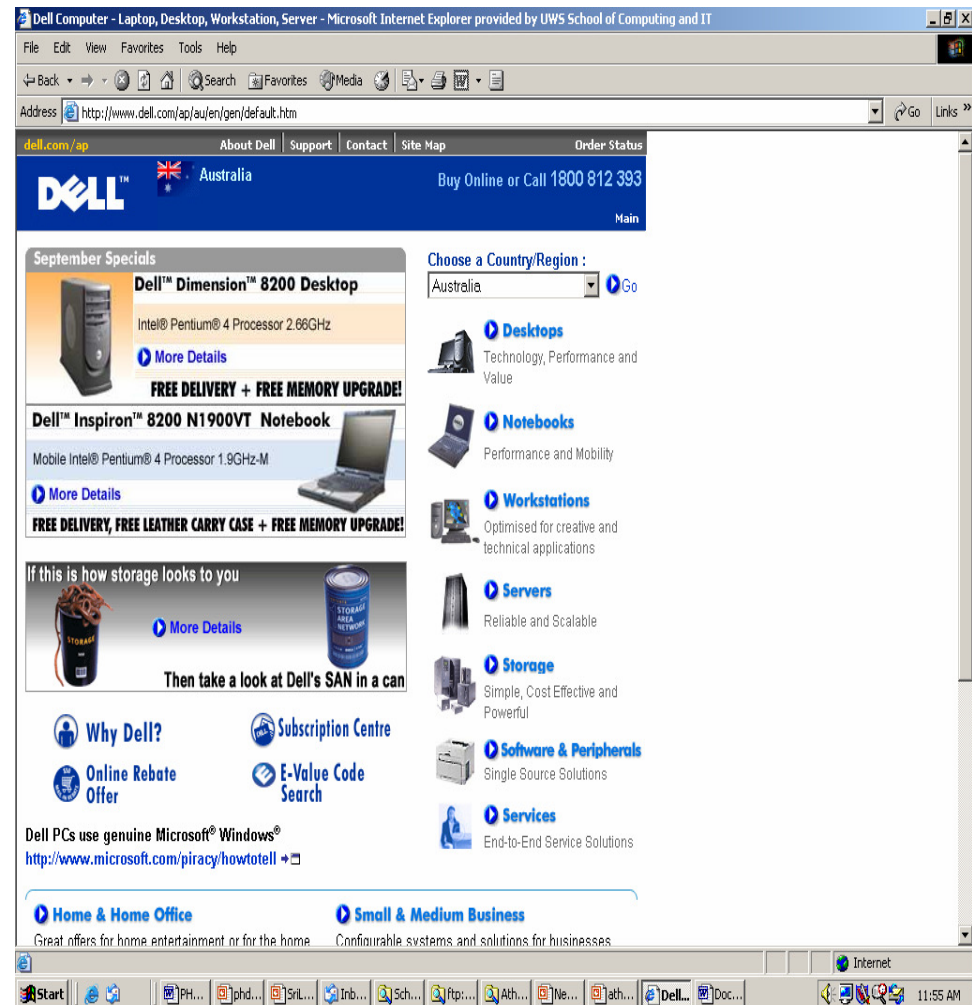 Dell Computer - Laptop, Desktop, Workstation, Server - Microsoft Internet Explorer provided by UWS School of Computing and IT
File Edit View Favorites Tools Help
Back Search Favorites Media
Address http://www.dell.com/ap/au/en/gen/default.htm Go Links »
dell.com/ap About Dell | Support | Contact | Site Map Order Status
DELL™ Australia Buy Online or Call 1800 812 393
Main
September Specials
Dell™ Dimension™ 8200 Desktop
Intel® Pentium® 4 Processor 2.66GHz
More Details
FREE DELIVERY + FREE MEMORY UPGRADE!
Dell™ Inspiron™ 8200 N1900VT Notebook
Mobile Intel® Pentium® 4 Processor 1.9GHz-M
More Details
FREE DELIVERY, FREE LEATHER CARRY CASE + FREE MEMORY UPGRADE!
If this is how storage looks to you
STORAGE
STORAGE
AREA
NETWORK
More Details
Then take a look at Dell's SAN in a can
Why Dell?
Subscription Centre
Online Rebate
Offer
E-Value Code
Search
Dell PCs use genuine Microsoft® Windows®
http://www.microsoft.com/piracy/howtotell
Choose a Country/Region :
Australia Go
Desktops
Technology, Performance and
Value
Notebooks
Performance and Mobility
Workstations
Optimised for creative and
technical applications
Servers
Reliable and Scalable
Storage
Simple, Cost Effective and
Powerful
Software & Peripherals
Single Source Solutions
Services
End-to-End Service Solutions
Home & Home Office
Great offers for home entertainment or for the home
Small & Medium Business
Configurable systems and solutions for businesses
Internet
Start PH... phd... SriL... Inb... Sch... ftp:... Ath... Ne... ath... Dell... Doc... 11:55 AM